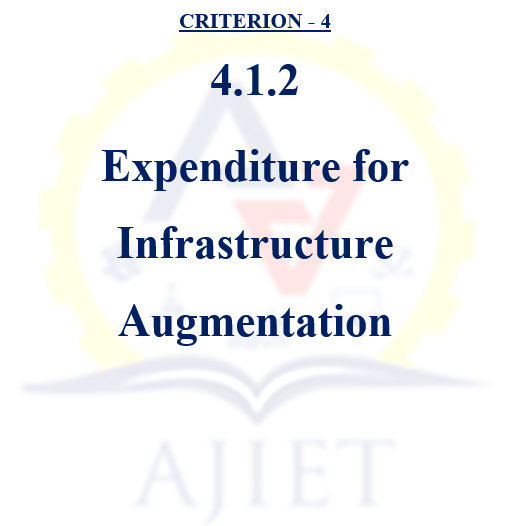 CRITERION - 4
4.1.2
Expenditure for
Infrastructure
Augmentation
AJIET